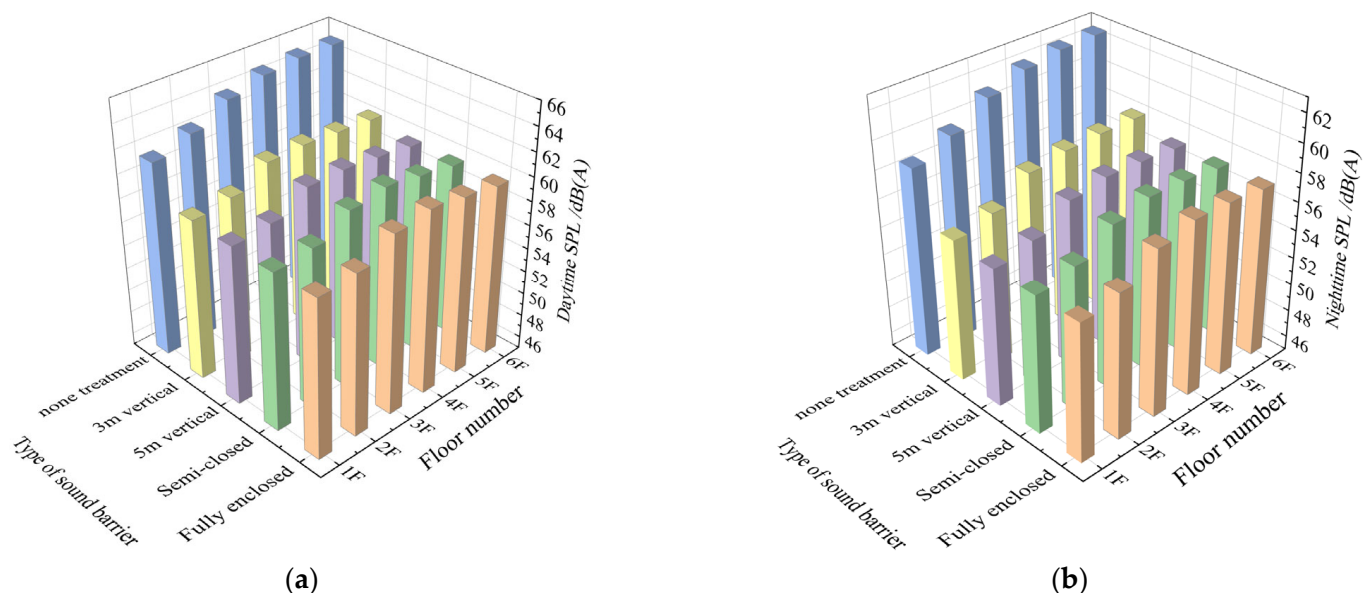 66
64
62
60
58
56
54
52
50
48
46
Daytime SPL /dB(A)
none treatment
3m vertical
5m vertical
Semi-closed
Fully enclosed
Type of sound barrier
1F
2F
3F
4F
5F
6F
Floor number
(a)
62
60
58
56
54
52
50
48
46
Nighttime SPL /dB(A)
none treatment
3m vertical
5m vertical
Semi-closed
Fully enclosed
Type of sound barrier
1F
2F
3F
4F
5F
6F
Floor number
(b)